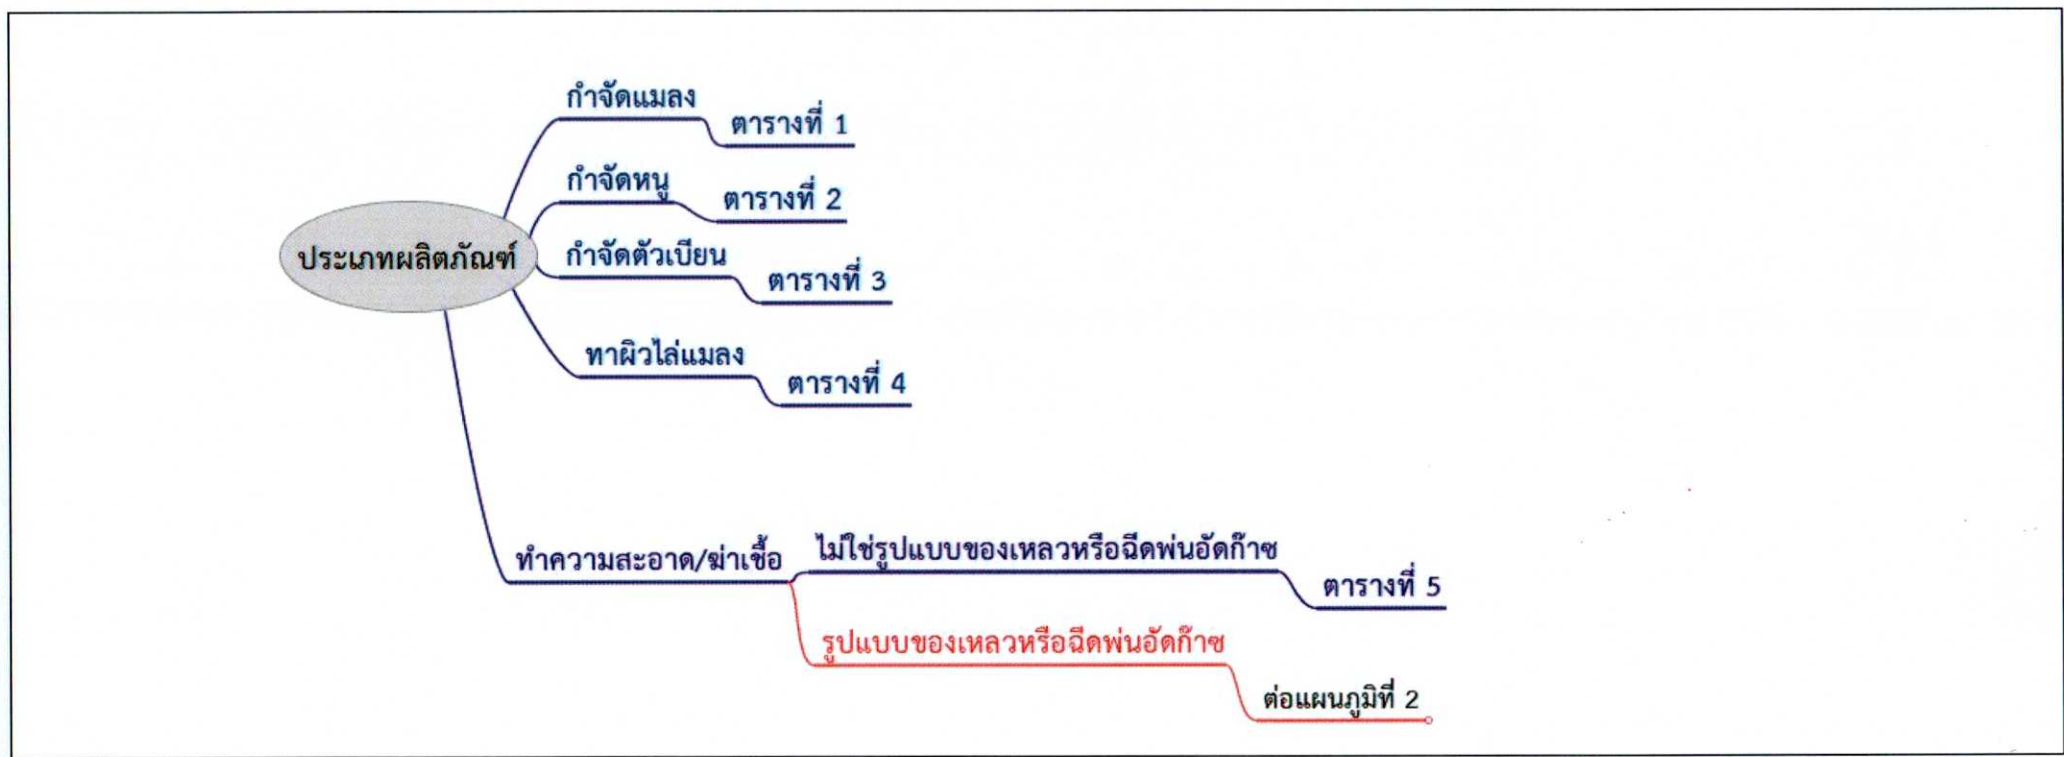 กำจัดแมลง
ตารางที่ 1
กำจัดหนู
ตารางที่ 2
ประเภทผลิตภัณฑ์
กำจัดตัวเบียน
ตารางที่ 3
ทาผิวไล่แมลง
ตารางที่ 4
ทำความสะอาด/ฆ่าเชื้อ
ไม่ใช่รูปแบบของเหลวหรือฉีดพ่นอัดก๊าซ
ตารางที่ 5
รูปแบบของเหลวหรือฉีดพ่นอัดก๊าซ
ต่อแผนภูมิที่ 2